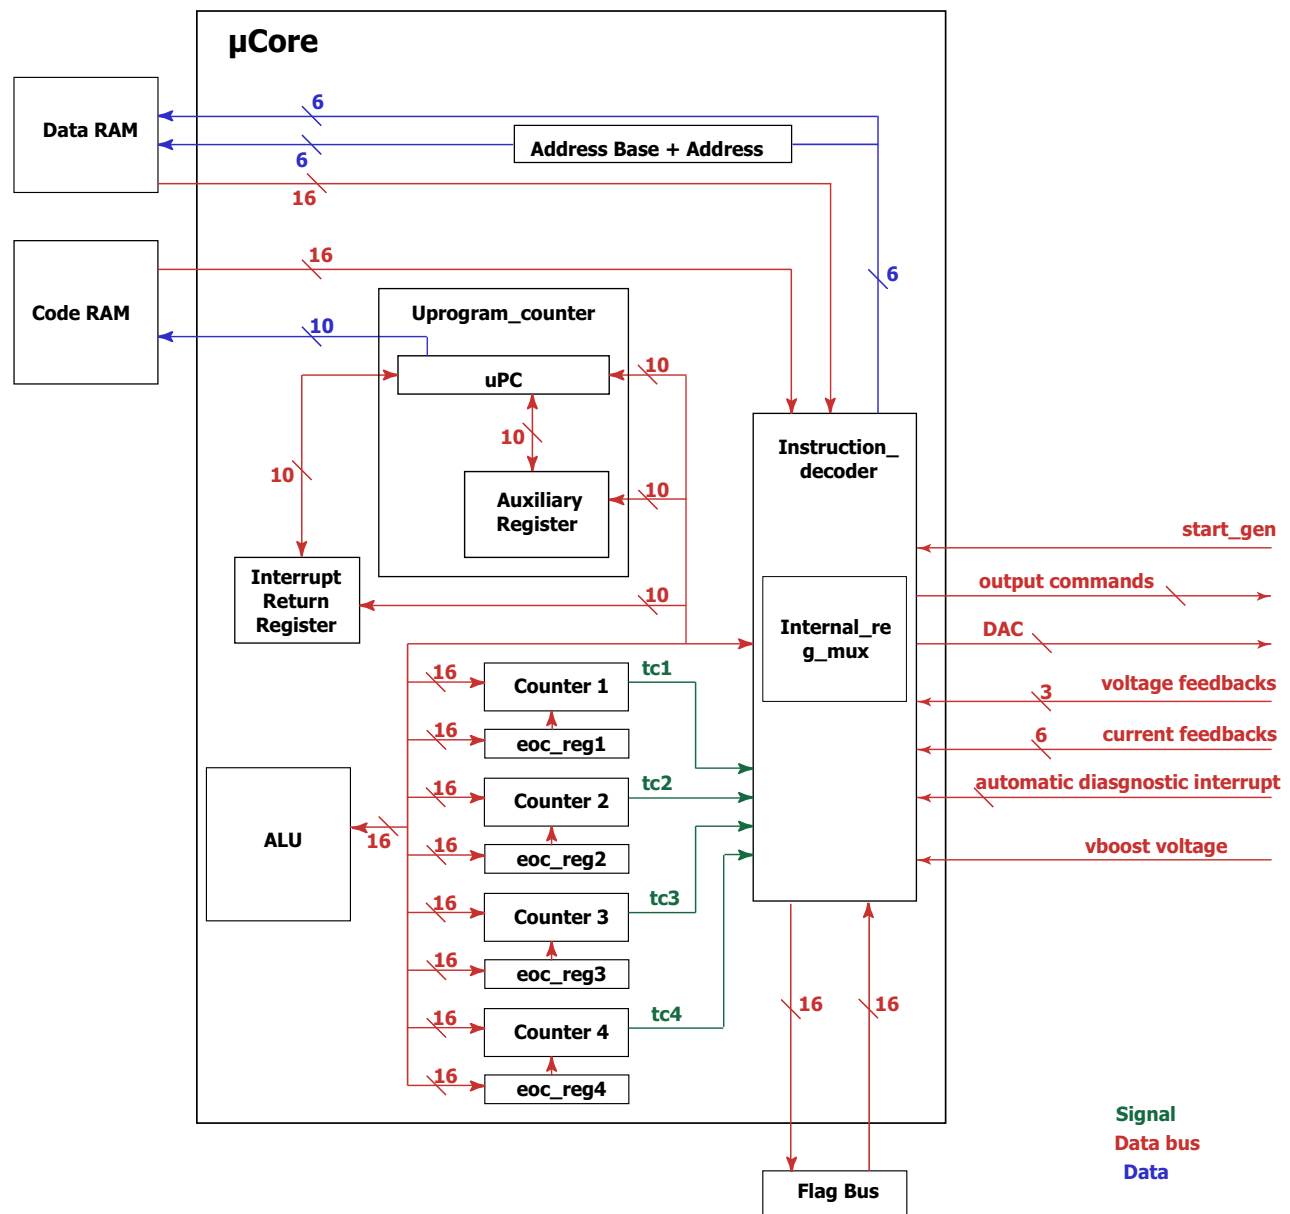 µCore
6
Data RAM
Address Base + Address
6
16
16
6
Code RAM
Uprogram_counter
10
uPC
10
10
10
Instruction_
decoder
10
Auxiliary
Register
start_gen
Interrupt
Return
Register
10
output commands
Internal_re
g_mux
DAC
16
Counter 1
tc1
voltage feedbacks
3
16
eoc_reg1
current feedbacks
6
16
Counter 2
tc2
automatic diasgnostic interrupt
ALU
16
16
eoc_reg2
vboost voltage
16
Counter 3
tc3
16
eoc_reg3
16
Counter 4
tc4
16
16
16
eoc_reg4
Signal
Data bus
Data
Flag Bus